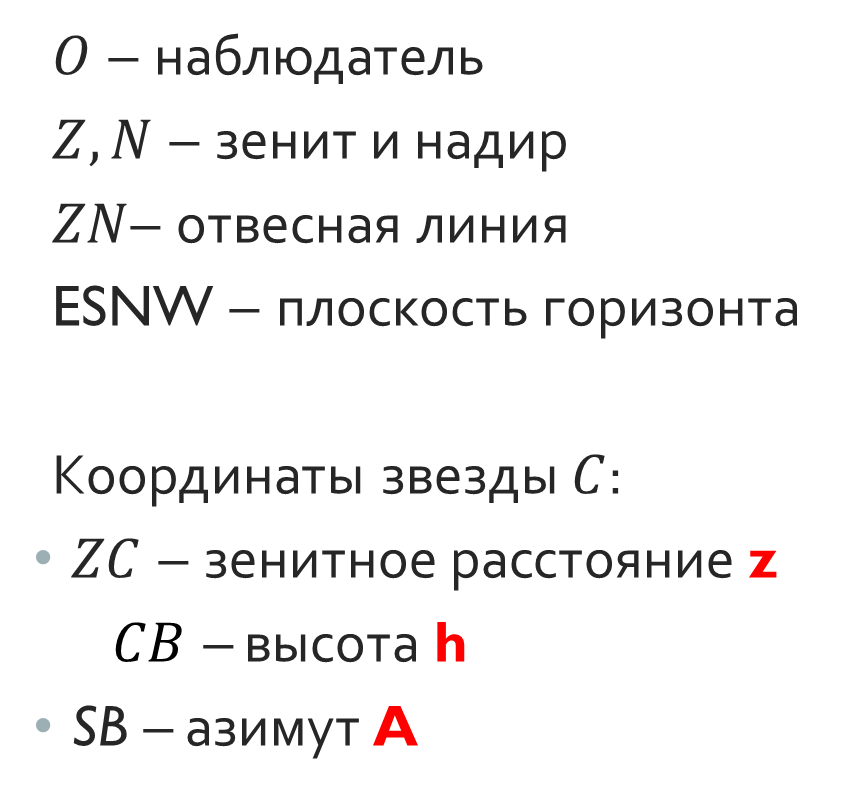 O – наблюдатель
Z, N – зенит и надир
ZN– отвесная линия
ESNW – плоскость горизонта
Координаты звезды C:
• ZC – зенитное расстояние z
CB – высота h
• SB – азимут A